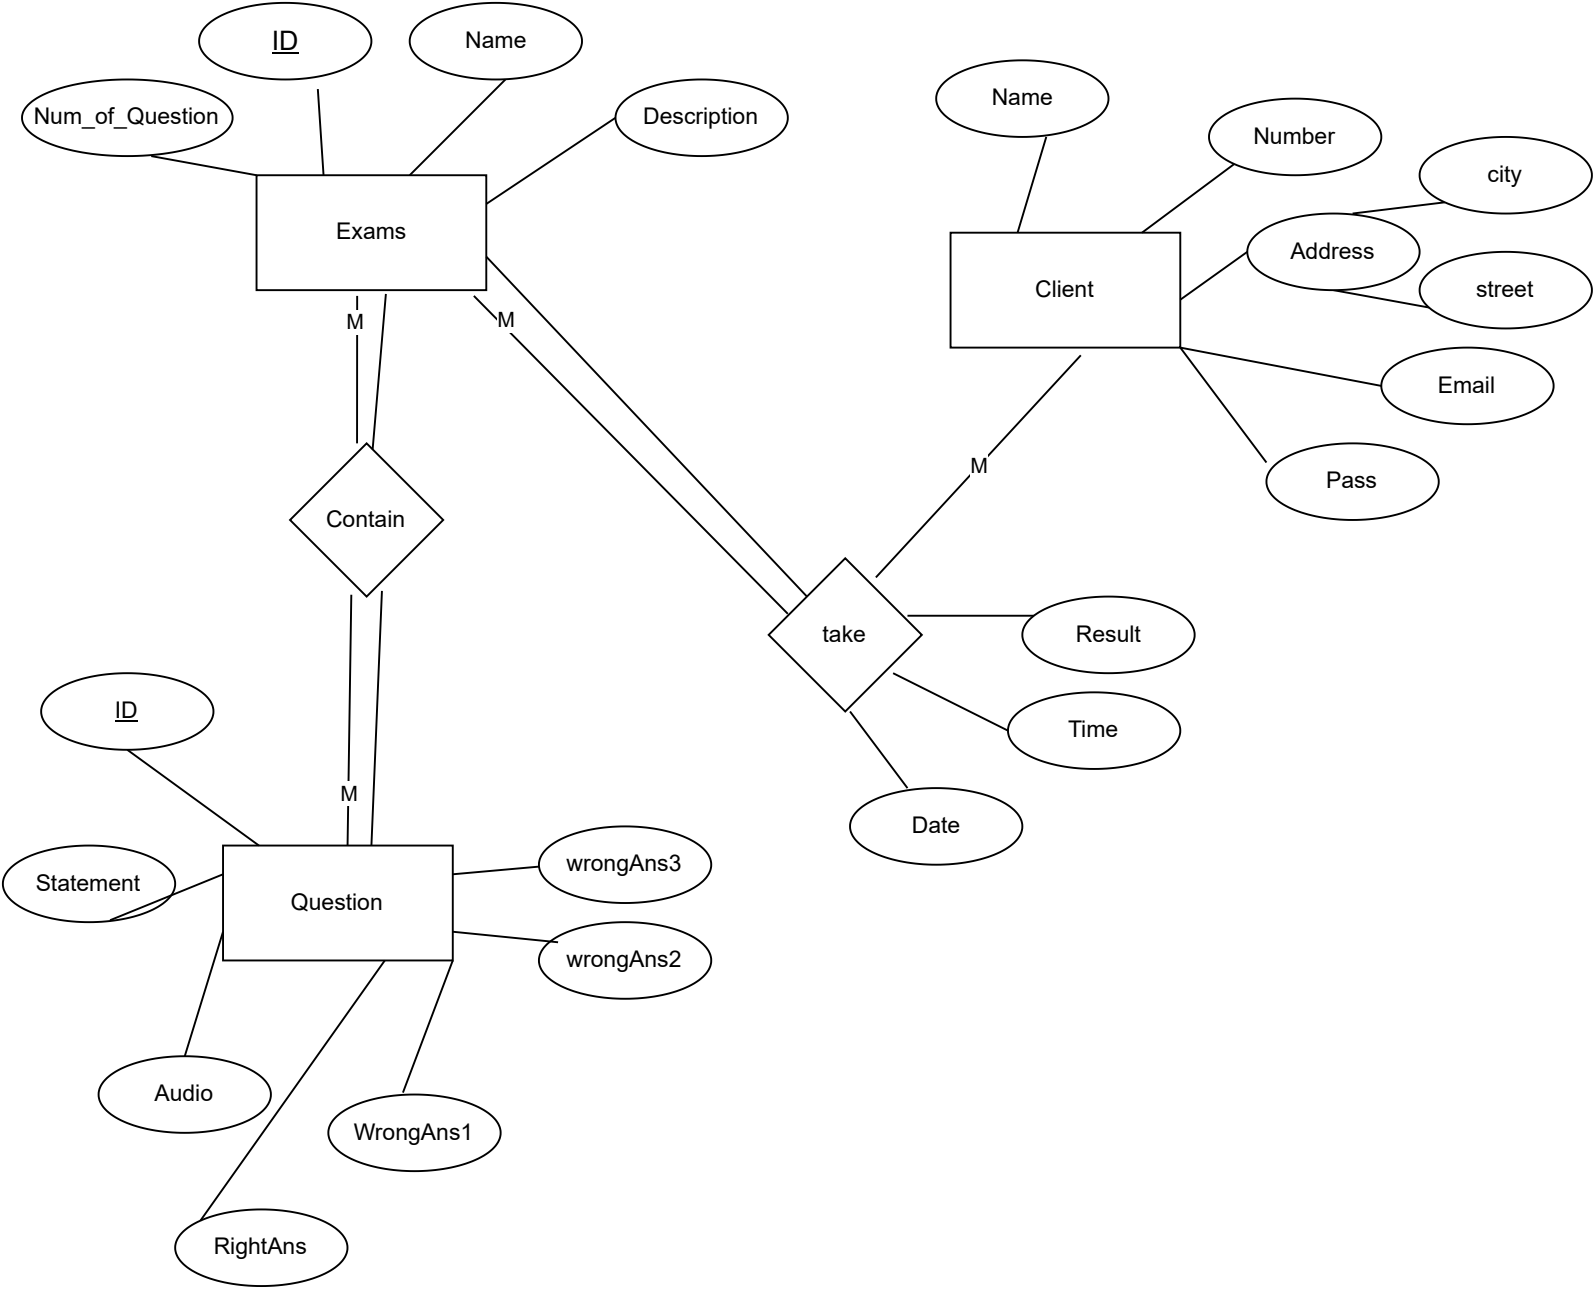 ID
Name
Num_of_Question
Description
Exams
Name
Number
city
Address
street
Client
Email
Pass
M
M
M
Contain
take
Result
Time
Date
ID
M
Statement
Question
wrongAns3
wrongAns2
Audio
WrongAns1
RightAns